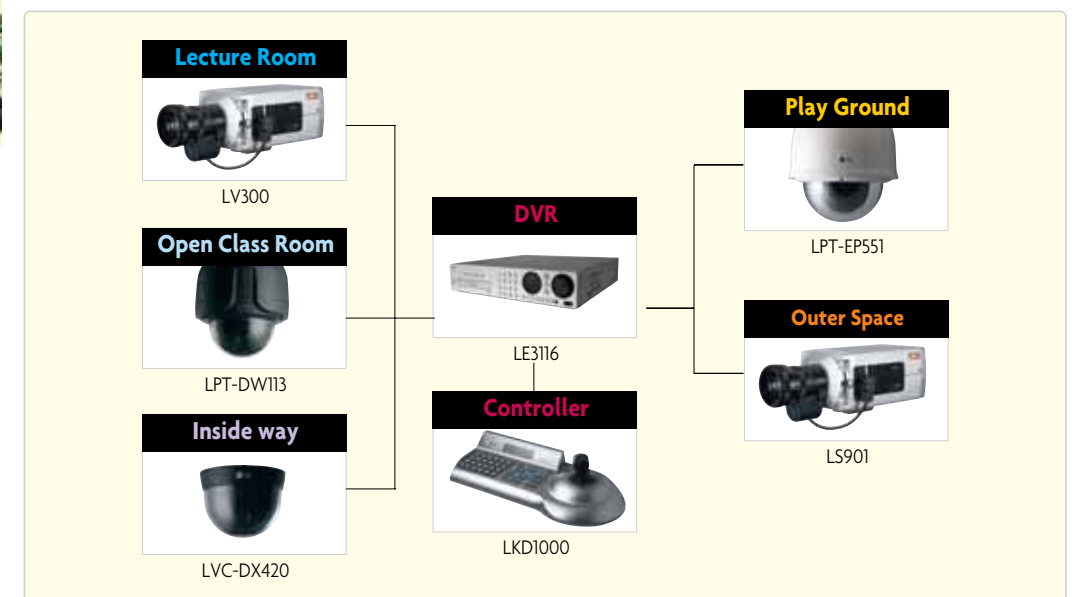 Lecture Room
LV300
Open Class Room
LPT-DW113
Inside way
LVC-DX420
DVR
LE3116
Controller
LKD1000
Play Ground
LPT-EP551
Outer Space
LS901